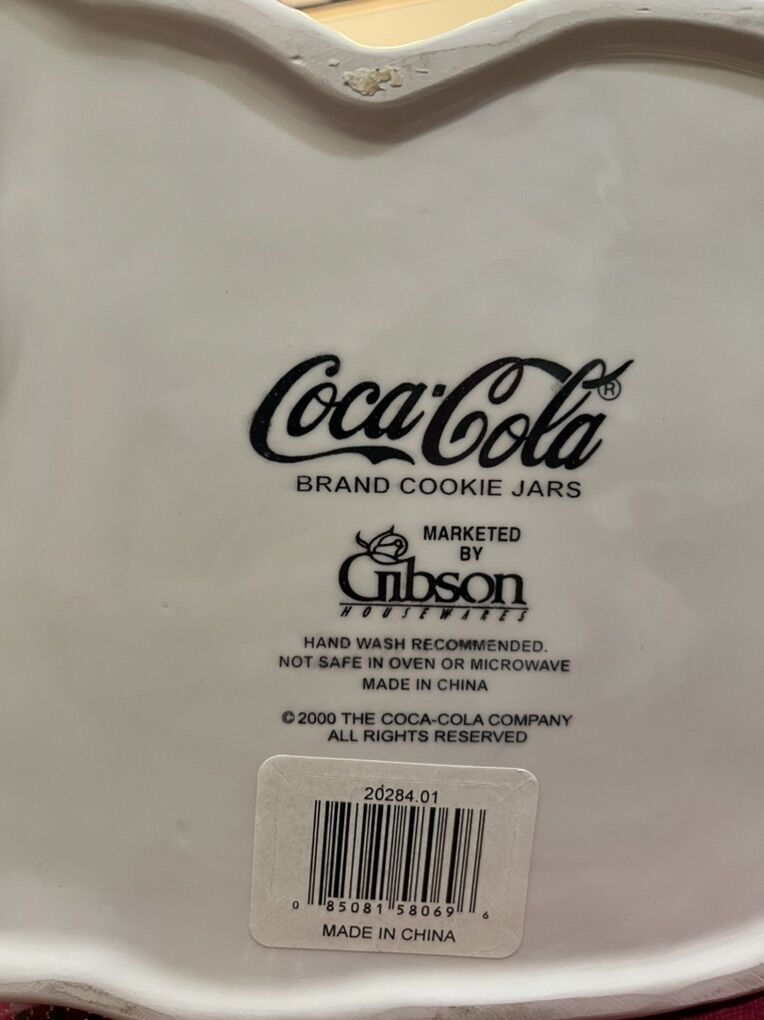 Coca-Cola®
BRAND COOKIE JARS
MARKETED
BY
Gibson
HOUSEWARES
HAND WASH RECOMMENDED.
NOT SAFE IN OVEN OR MICROWAVE
MADE IN CHINA
© 2000 THE COCA-COLA COMPANY
ALL RIGHTS RESERVED
20284.01
0 85081 58069 6
MADE IN CHINA